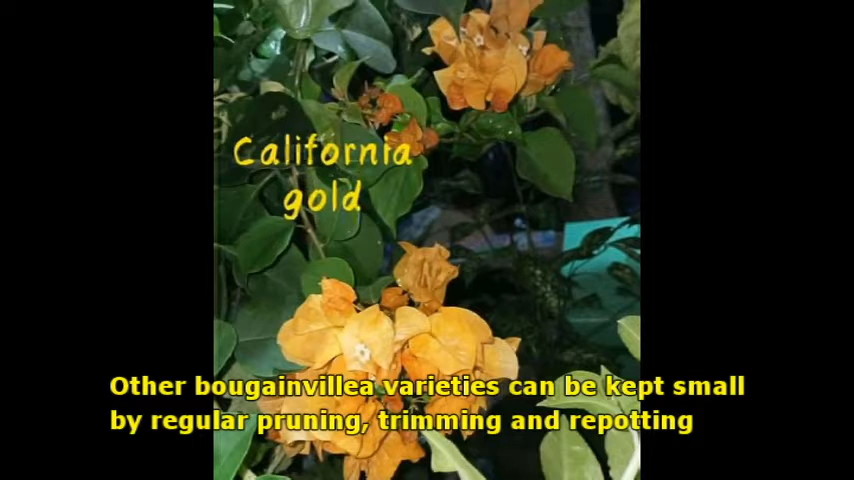 California
gold
Other bougainvillea varieties can be kept small
by regular pruning, trimming and repotting